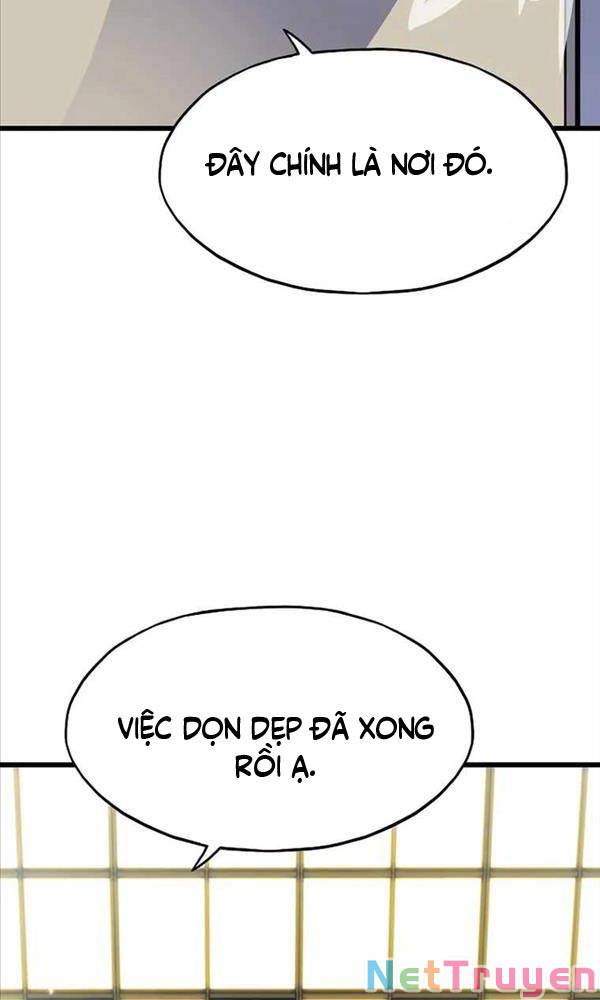 ĐÂY CHÍNH LÀ NƠI ĐÓ.
VIỆC DỌN DẸP ĐÃ XONG
RỒI Ạ.
NetTruyen